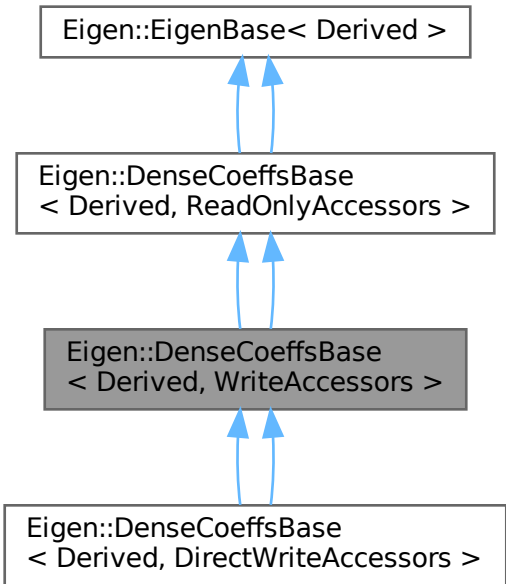 Eigen::EigenBase< Derived >
Eigen::DenseCoeffsBase
< Derived, ReadOnlyAccessors >
Eigen::DenseCoeffsBase
< Derived, WriteAccessors >
Eigen::DenseCoeffsBase
< Derived, DirectWriteAccessors >